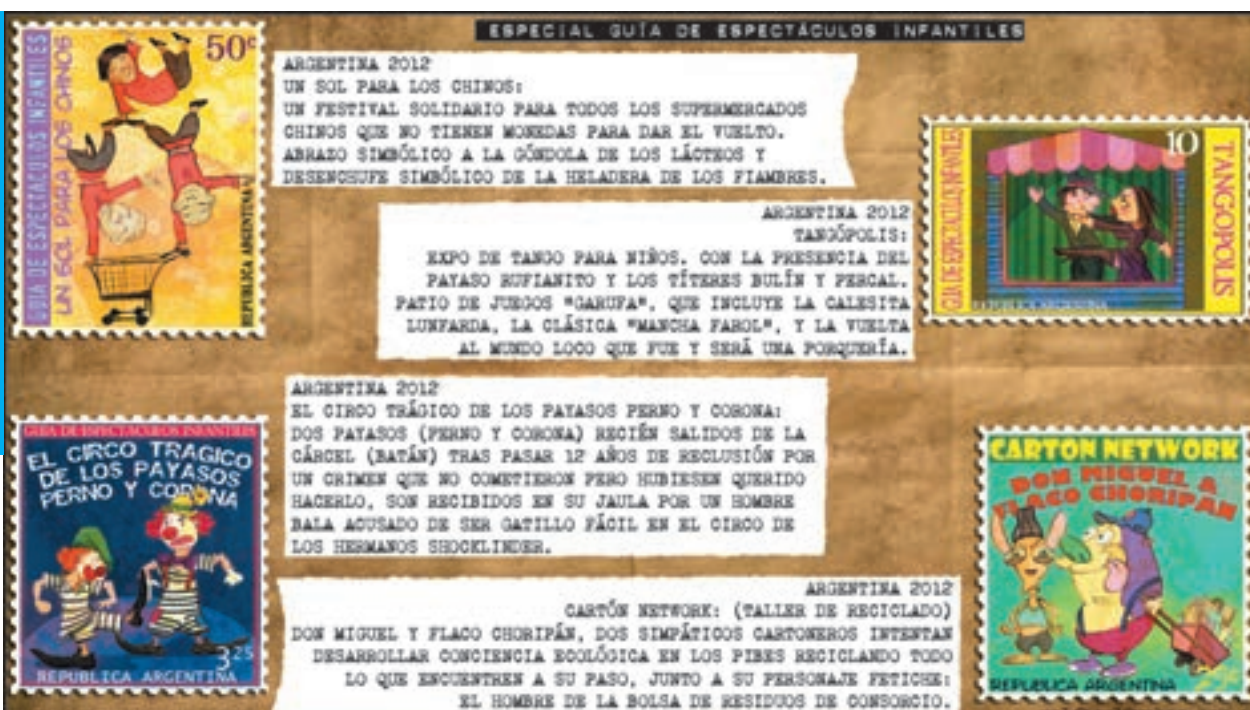 ESPECIAL GUÍA DE ESPECTÁCULOS INFANTILES
GUIA DE ESPECTACULOS INFANTILES
UN SOL PARA LOS CHINOS
50c
REPUBLICA ARGENTINA
ARGENTINA 2012
UN SOL PARA LOS CHINOS:
UN FESTIVAL SOLIDARIO PARA TODOS LOS SUPERMERCADOS
CHINOS QUE NO TIENEN MONEDAS PARA DAR EL VUELTO.
ABRAZO SIMBÓLICO A LA GÓNDOLA DE LOS LÁCTEOS Y
DESENCHUFE SIMBÓLICO DE LA HELADERA DE LOS FIAMBRES.
ARGENTINA 2012
TANGÓPOLIS:
EXPO DE TANGO PARA NIÑOS. CON LA PRESENCIA DEL
PAYASO RUFIANITO Y LOS TÍTERES BULÍN Y PERCAL.
PATIO DE JUEGOS "GARUFA", QUE INCLUYE LA CALESITA
LUNFARDA, LA CLÁSICA "MANCHA FAROL", Y LA VUELTA
AL MUNDO LOCO QUE FUE Y SERÁ UNA PORQUERÍA.
GUIA DE ESPECTACULOS INFANTILES
10
TANGOPOLIS
REPUBLICA ARGENTINA
GUIA DE ESPECTACULOS INFANTILES
EL CIRCO TRAGICO
DE LOS PAYASOS
PERNO Y CORONA
3,25
REPUBLICA ARGENTINA
ARGENTINA 2012
EL CIRCO TRÁGICO DE LOS PAYASOS PERNO Y CORONA:
DOS PAYASOS (PERNO Y CORONA) RECIÉN SALIDOS DE LA
CÁRCEL (BATÁN) TRAS PASAR 12 AÑOS DE RECLUSIÓN POR
UN CRIMEN QUE NO COMETIERON PERO HUBIESEN QUERIDO
HACERLO, SON RECIBIDOS EN SU JAULA POR UN HOMBRE
BALA ACUSADO DE SER GATILLO FÁCIL EN EL CIRCO DE
LOS HERMANOS SHOCKLINDER.
ARGENTINA 2012
CARTÓN NETWORK: (TALLER DE RECICLADO)
DON MIGUEL Y FLACO CHORIPÁN, DOS SIMPÁTICOS CARTONEROS INTENTAN
DESARROLLAR CONCIENCIA ECOLÓGICA EN LOS PIBES RECICLANDO TODO
LO QUE ENCUENTREN A SU PASO, JUNTO A SU PERSONAJE FETICHE:
EL HOMBRE DE LA BOLSA DE RESIDUOS DE CONSORCIO.
CARTON NETWORK
DON MIGUEL
CHORIPAN
REPUBLICA ARGENTINA